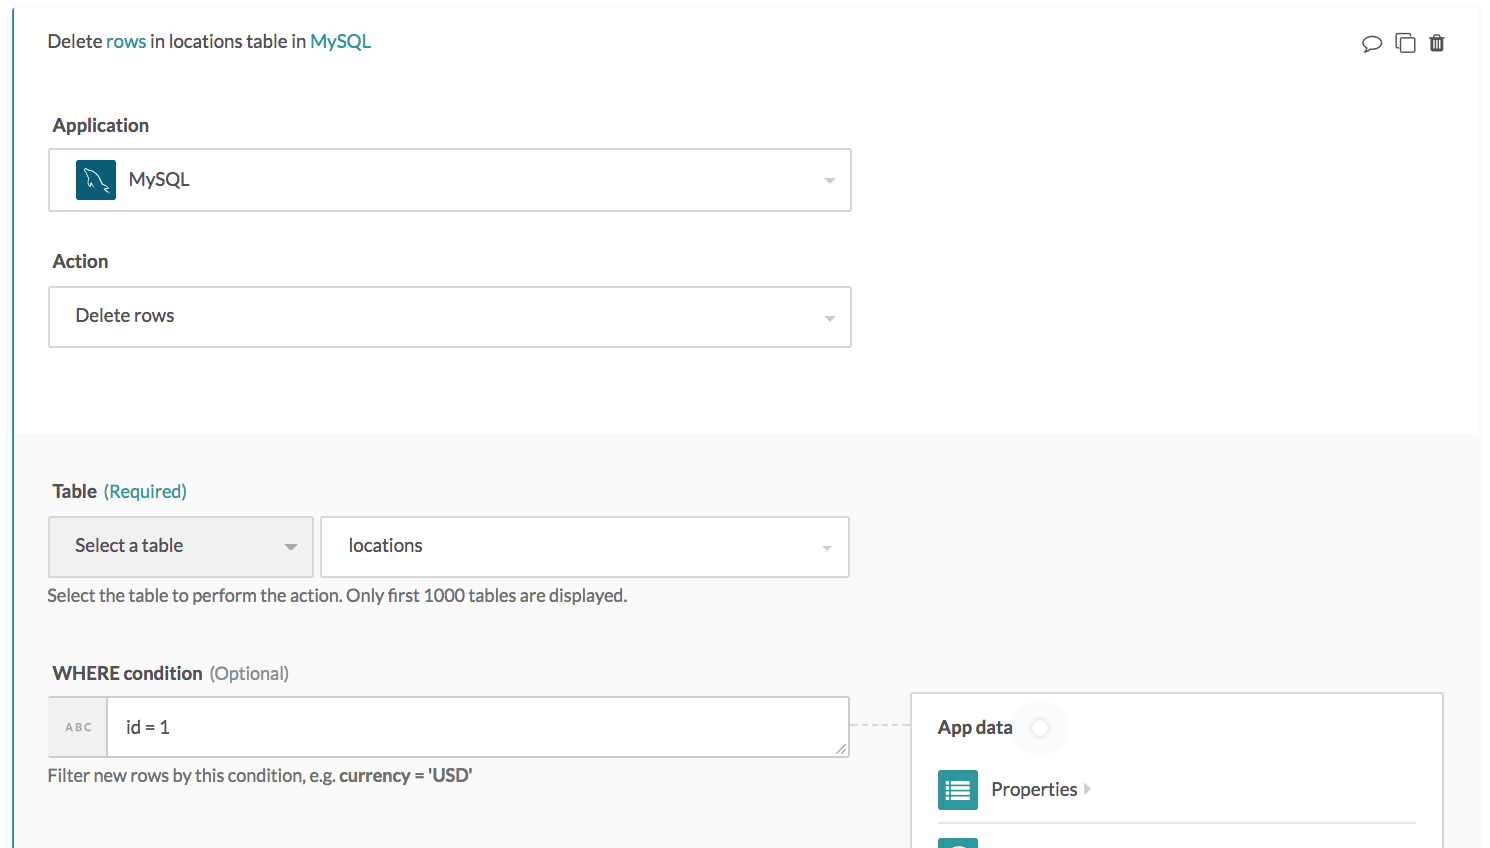 Delete rows in locations table in MySQL
Application
MySQL
Action
Delete rows
Table (Required)
Select a table
locations
Select the table to perform the action. Only first 1000 tables are displayed.
WHERE condition (Optional)
ABC
id = 1
Filter new rows by this condition, e.g. currency = 'USD'
App data
Properties